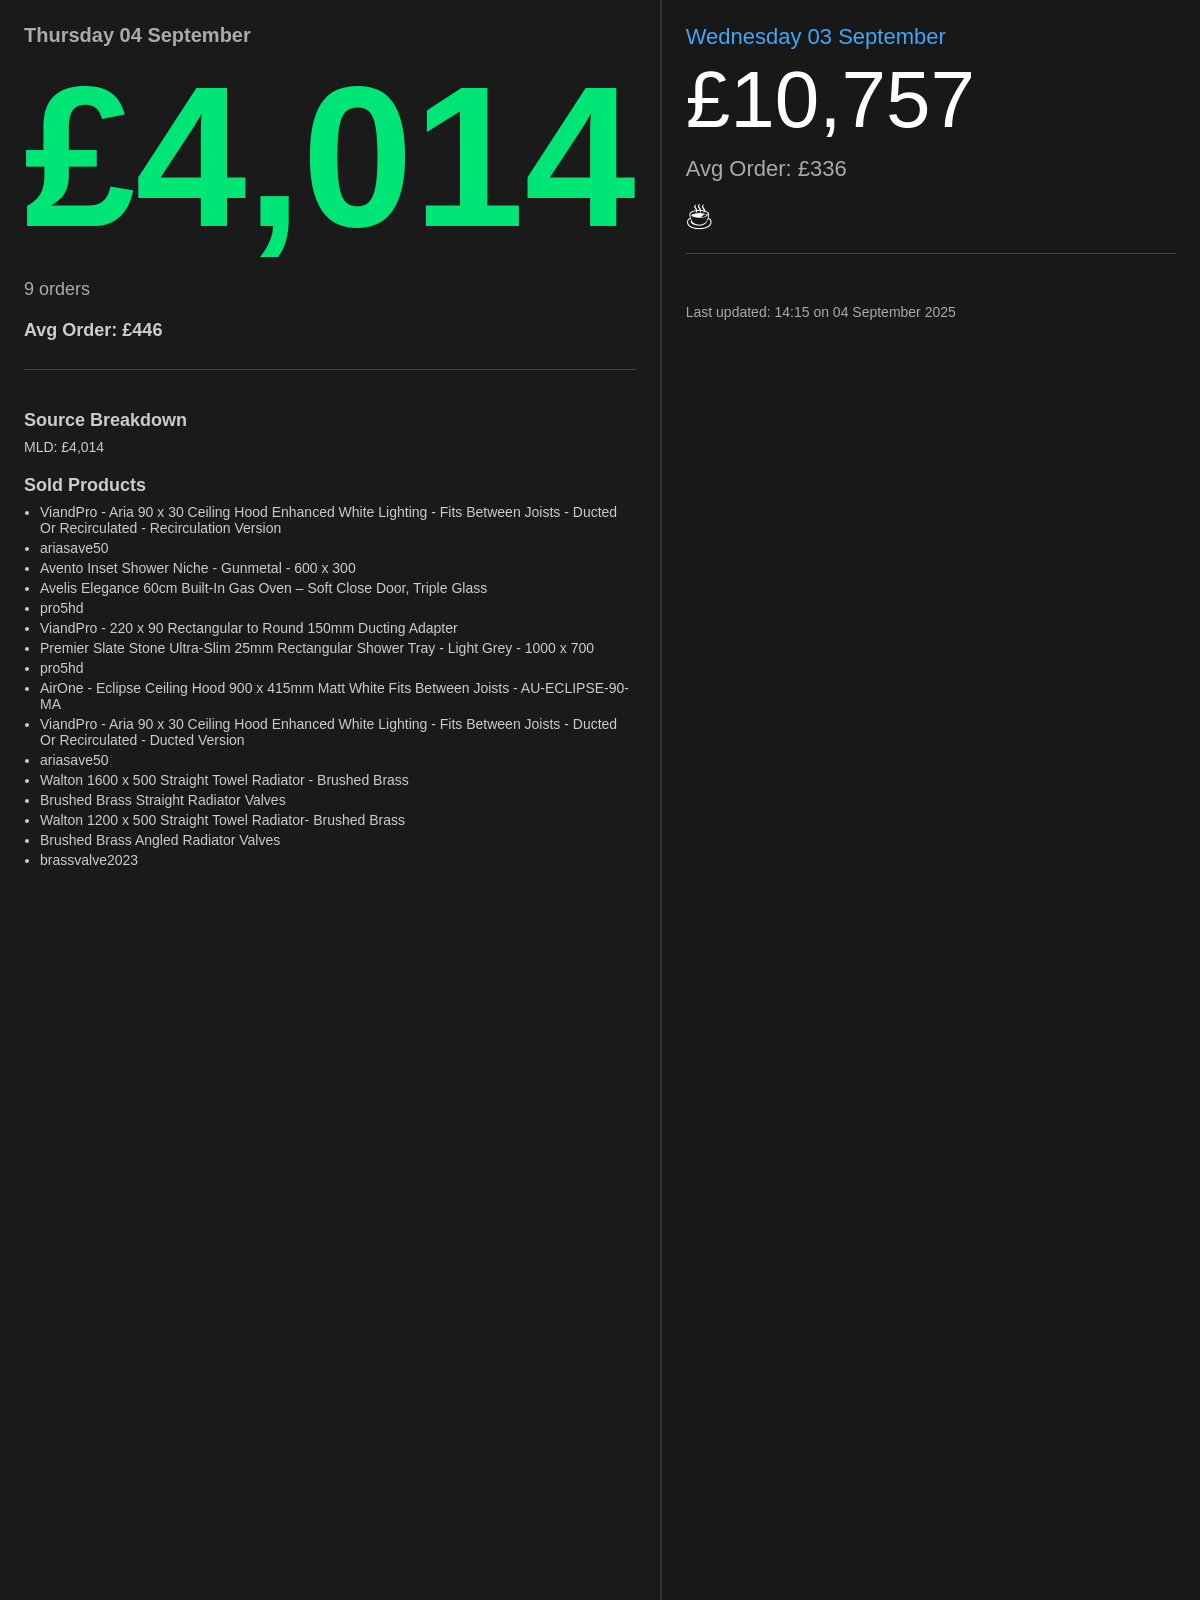 Thursday 04 September
£4,014
9 orders
Avg Order: £446
Source Breakdown
MLD: £4,014
Sold Products
• ViandPro - Aria 90 x 30 Ceiling Hood Enhanced White Lighting - Fits Between Joists - Ducted
Or Recirculated - Recirculation Version
• ariasave50
• Avento Inset Shower Niche - Gunmetal - 600 x 300
• Avelis Elegance 60cm Built-In Gas Oven – Soft Close Door, Triple Glass
• pro5hd
• ViandPro - 220 x 90 Rectangular to Round 150mm Ducting Adapter
• Premier Slate Stone Ultra-Slim 25mm Rectangular Shower Tray - Light Grey - 1000 x 700
• pro5hd
• AirOne - Eclipse Ceiling Hood 900 x 415mm Matt White Fits Between Joists - AU-ECLIPSE-90-
MA
• ViandPro - Aria 90 x 30 Ceiling Hood Enhanced White Lighting - Fits Between Joists - Ducted
Or Recirculated - Ducted Version
• ariasave50
• Walton 1600 x 500 Straight Towel Radiator - Brushed Brass
• Brushed Brass Straight Radiator Valves
• Walton 1200 x 500 Straight Towel Radiator- Brushed Brass
• Brushed Brass Angled Radiator Valves
• brassvalve2023
Wednesday 03 September
£10,757
Avg Order: £336
☕
Last updated: 14:15 on 04 September 2025